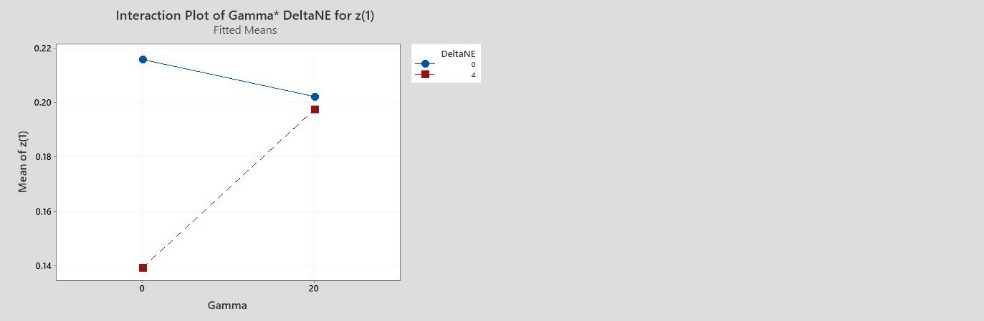 Interaction Plot of Gamma* DeltaNE for z(1)
Fitted Means
DeltaNE
0
4
Mean of z(1)
0.22
0.20
0.18
0.16
0.14
0
20
Gamma